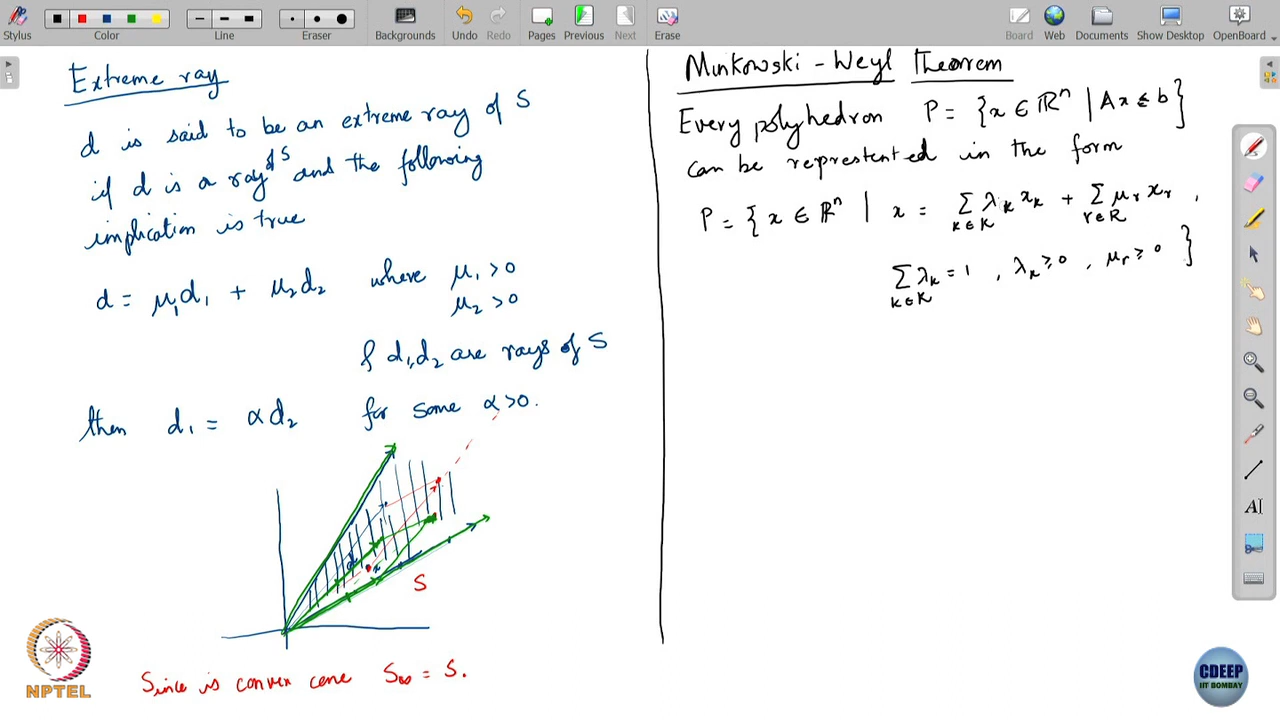 Stylus
Color
Line
Eraser
Backgrounds
Undo
Redo
Pages
Previous
Next
Erase
Board
Web
Documents
Show Desktop
OpenBoard
Extreme ray
d is said to be an extreme ray of S
if d is a ray of S and the following
implication is true
d = μ₁d₁ + μ₂d₂ where μ₁ > 0
μ₂ > 0
& d₁,d₂ are rays of S
then d₁ = αd₂ for some α>0.
d
x
S
Since is convex cone S∞ = S.
Minkowski - Weyl Theorem
Every polyhedron P = {x ∈ ℝⁿ | Ax ≤ b}
can be reprstented in the form
P = { x ∈ ℝⁿ | x = ∑ λₖ xₖ + ∑ μᵣ xᵣ ,
k∈K r∈R
∑ λₖ = 1 , λₖ ≥ 0 , μᵣ ≥ 0 }
k∈K
AI
NPTEL
CDEEP
IIT BOMBAY